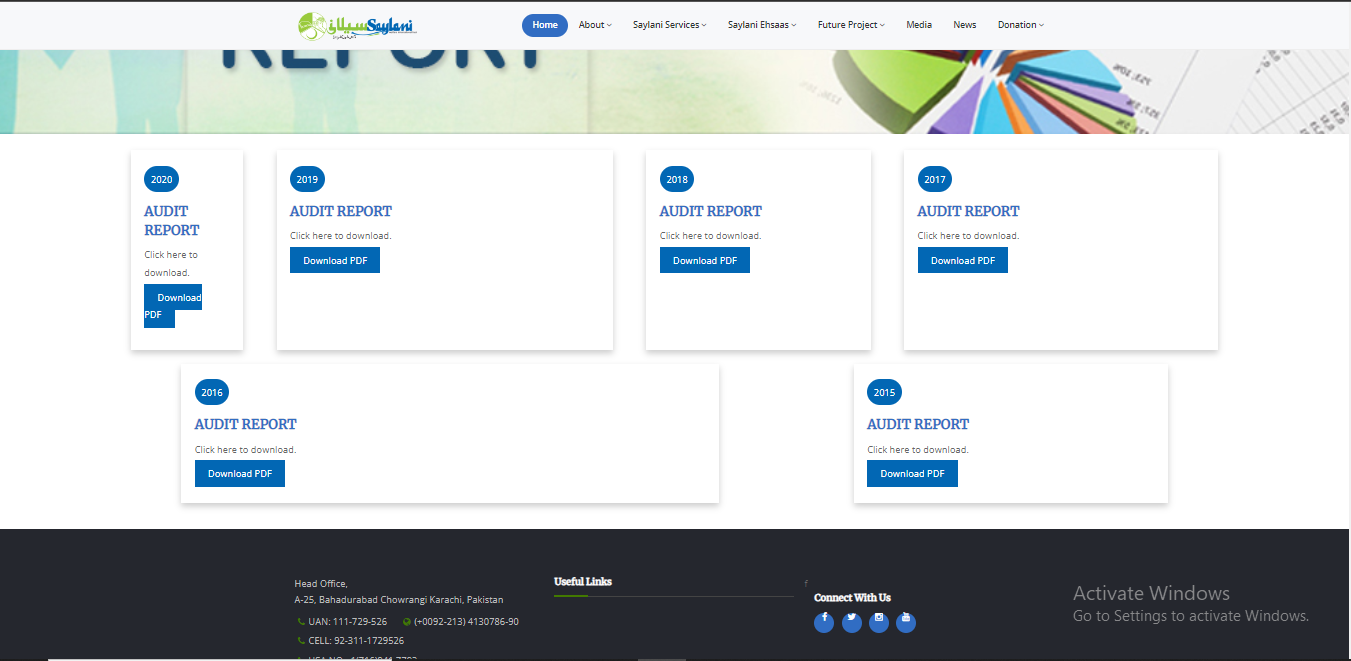 سیلانی Saylani
Home About Saylani Services Saylani Ehsaas Future Project Media News Donation
REPORT
2020
AUDIT
REPORT
Click here to
download.
Download
PDF
2019
AUDIT REPORT
Click here to download.
Download PDF
2018
AUDIT REPORT
Click here to download.
Download PDF
2017
AUDIT REPORT
Click here to download.
Download PDF
2016
AUDIT REPORT
Click here to download.
Download PDF
2015
AUDIT REPORT
Click here to download.
Download PDF
Head Office,
A-25, Bahadurabad Chowrangi Karachi, Pakistan
UAN: 111-729-526 (+0092-213) 4130786-90
CELL: 92-311-1729526
Useful Links
f
Connect With Us
Activate Windows
Go to Settings to activate Windows.